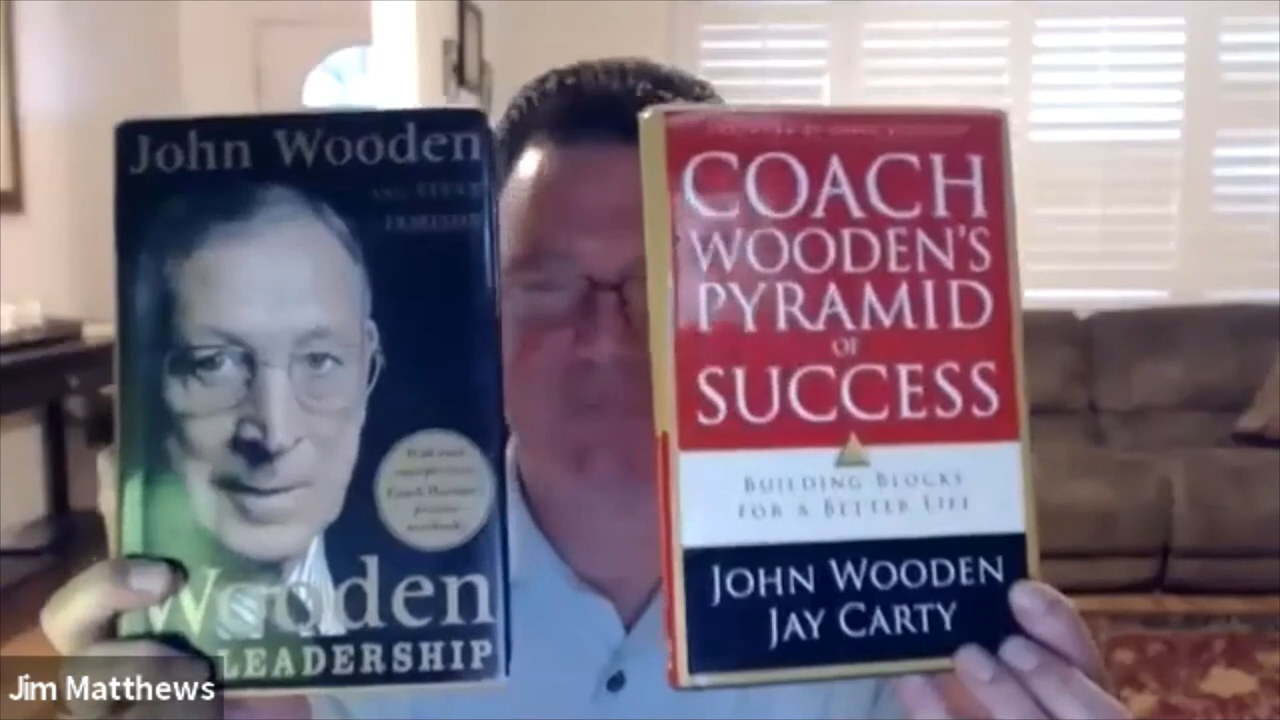 John Wooden
Wooden
LEADERSHIP
COACH
WOODEN'S
PYRAMID
OF
SUCCESS
BUILDING BLOCKS
FOR A BETTER LIFE
JOHN WOODEN
JAY CARTY
Jim Matthews